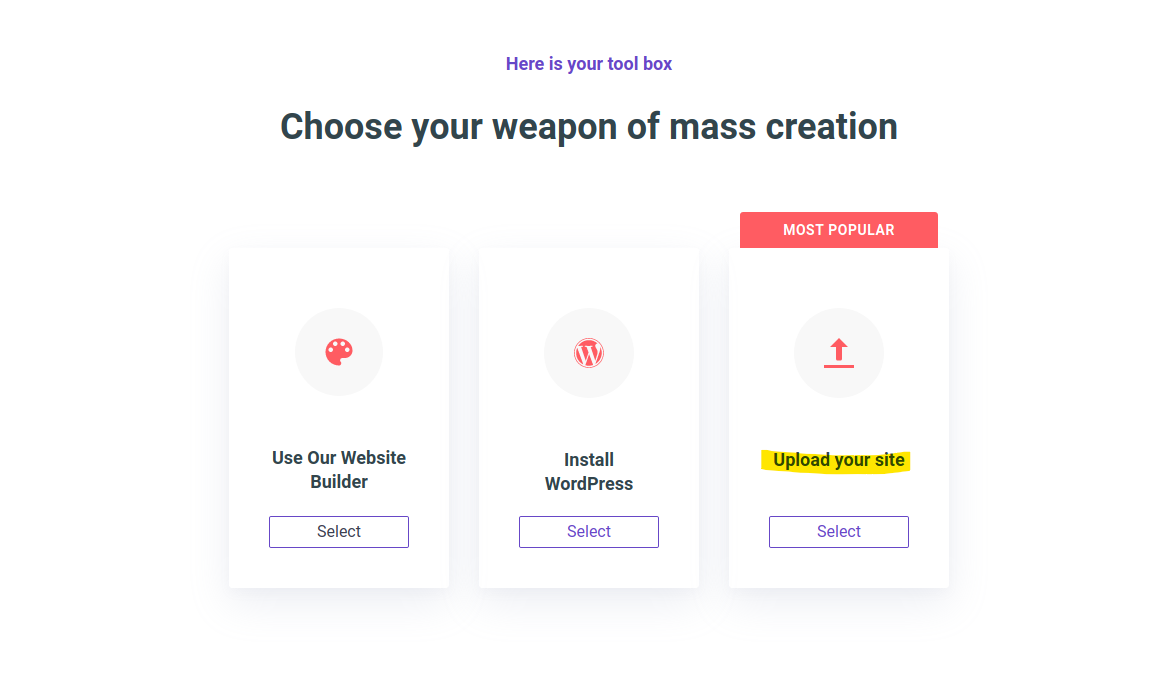 Here is your tool box
Choose your weapon of mass creation
MOST POPULAR
Use Our Website
Builder
Select
Install
WordPress
Select
Upload your site
Select